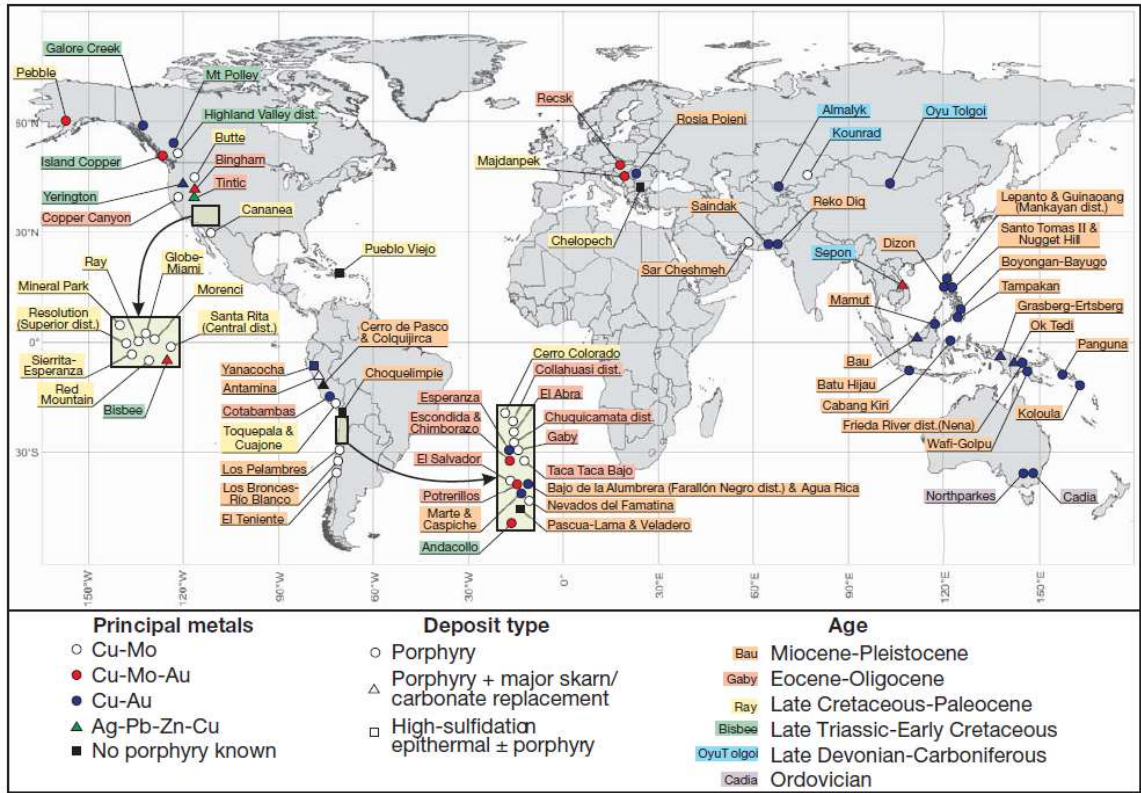 Galore Creek
Pebble
Mt Polley
Highland Valley dist.
Butte
Bingham
Island Copper
Tintic
Yerington
Copper Canyon
Cananea
60°N
30°N
0°
30°S
Ray
Globe-
Miami
Mineral Park
Morenci
Resolution
(Superior dist.)
Santa Rita
(Central dist.)
Sierrita-
Esperanza
Red
Mountain
Bisbee
Pueblo Viejo
Cerro de Pasco
& Colquijirca
Yanacocha
Choquelimpie
Antamina
Cotabambas
Toquepala &
Cuajone
Los Pelambres
Los Bronces-
Río Blanco
El Teniente
Cerro Colorado
Collahuasi dist.
Esperanza
El Abra
Escondida &
Chimborazo
Chuquicamata dist.
Gaby
El Salvador
Taca Taca Bajo
Potrerillos
Bajo de la Alumbrera (Farallón Negro dist.) & Agua Rica
Marte &
Caspiche
Nevados del Famatina
Pascua-Lama & Veladero
Andacollo
Recsk
Rosia Poieni
Majdanpek
Chelopech
Almalyk
Kounrad
Oyu Tolgoi
Saindak
Reko Diq
Sar Cheshmeh
Sepon
Dizon
Lepanto & Guinaoang
(Mankayan dist.)
Santo Tomas II &
Nugget Hill
Boyongan-Bayugo
Tampakan
Mamut
Grasberg-Ertsberg
Ok Tedi
Bau
Panguna
Batu Hijau
Cabang Kiri
Koloula
Frieda River dist.(Nena)
Wafi-Golpu
Northparkes
Cadia
150°W
120°W
90°W
60°W
30°W
0°
30°E
60°E
90°E
120°E
150°E
Principal metals
Cu-Mo
Cu-Mo-Au
Cu-Au
Ag-Pb-Zn-Cu
No porphyry known
Deposit type
Porphyry
Porphyry + major skarn/
carbonate replacement
High-sulfidation
epithermal ± porphyry
Age
Bau Miocene-Pleistocene
Gaby Eocene-Oligocene
Ray Late Cretaceous-Paleocene
Bisbee Late Triassic-Early Cretaceous
OyuTolgoi Late Devonian-Carboniferous
Cadia Ordovician